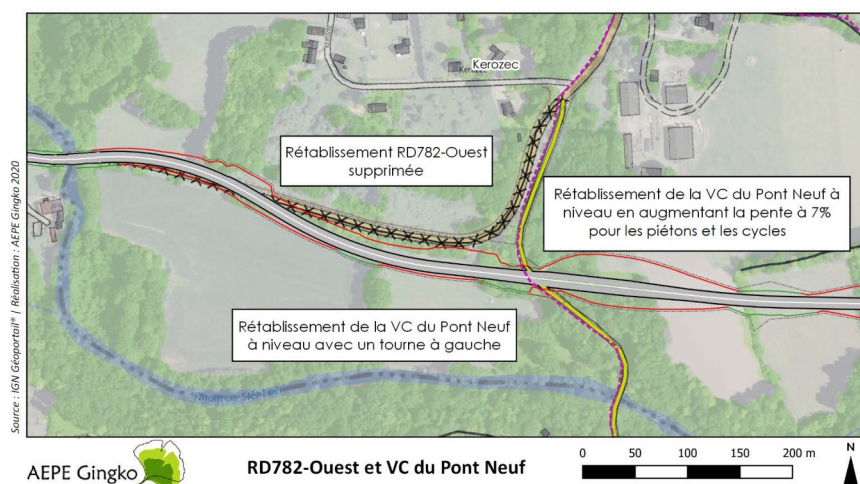 Kerozec
Rétablissement RD782-Ouest
supprimée
Rétablissement de la VC du Pont Neuf à
niveau en augmentant la pente à 7%
pour les piétons et les cycles
Rétablissement de la VC du Pont Neuf
à niveau avec un tourne à gauche
Source : IGN Géoportail® | Réalisation : AEPE Gingko 2020
AEPE Gingko
RD782-Ouest et VC du Pont Neuf
0 50 100 150 200 m
N